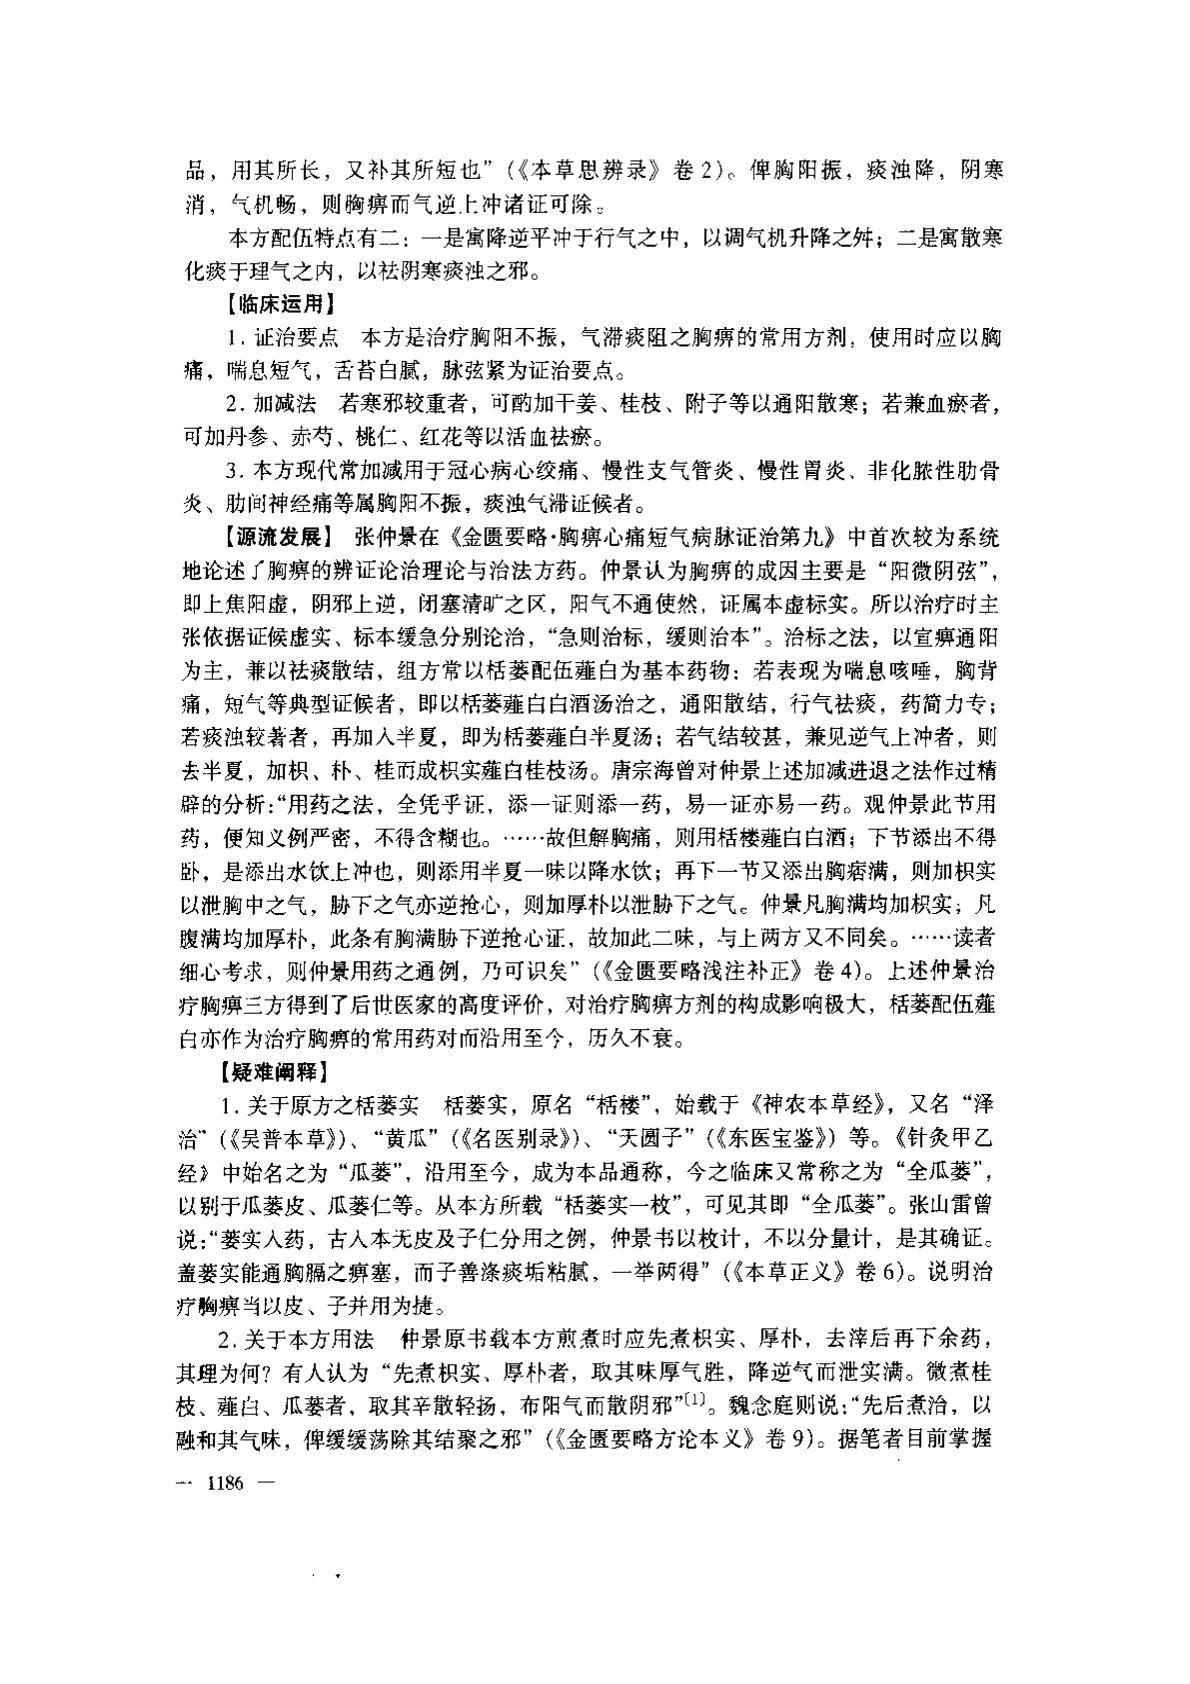 品，用其所长，又补其所短也”（《本草思辨录》卷 2）。俾胸阳振，痰浊降，阴寒
消，气机畅，则胸痹而气逆上冲诸证可除。
本方配伍特点有二：一是寓降逆平冲于行气之中，以调气机升降之舛；二是寓散寒
化痰于理气之内，以祛阴寒痰浊之邪。
【临床运用】
1. 证治要点　本方是治疗胸阳不振，气滞痰阻之胸痹的常用方剂，使用时应以胸
痛，喘息短气，舌苔白腻，脉弦紧为证治要点。
2. 加减法　若寒邪较重者，可酌加干姜、桂枝、附子等以通阳散寒；若兼血瘀者，
可加丹参、赤芍、桃仁、红花等以活血祛瘀。
3. 本方现代常加减用于冠心病心绞痛、慢性支气管炎、慢性胃炎、非化脓性肋骨
炎、肋间神经痛等属胸阳不振，痰浊气滞证候者。
【源流发展】　张仲景在《金匮要略·胸痹心痛短气病脉证治第九》中首次较为系统
地论述了胸痹的辨证论治理论与治法方药。仲景认为胸痹的成因主要是“阳微阴弦”，
即上焦阳虚，阴邪上逆，闭塞清旷之区，阳气不通使然，证属本虚标实。所以治疗时主
张依据证候虚实、标本缓急分别论治，“急则治标，缓则治本”。治标之法，以宣痹通阳
为主，兼以祛痰散结，组方常以栝蒌配伍薤白为基本药物：若表现为喘息咳唾，胸背
痛，短气等典型证候者，即以栝蒌薤白白酒汤治之，通阳散结，行气祛痰，药简力专；
若痰浊较著者，再加入半夏，即为栝蒌薤白半夏汤；若气结较甚，兼见逆气上冲者，则
去半夏，加枳、朴、桂而成枳实薤白桂枝汤。唐宗海曾对仲景上述加减进退之法作过精
辟的分析：“用药之法，全凭乎证，添一证则添一药，易一证亦易一药。观仲景此节用
药，便知义例严密，不得含糊也。……故但解胸痛，则用栝楼薤白白酒；下节添出不得
卧，是添出水饮上冲也，则添用半夏一味以降水饮；再下一节又添出胸痞满，则加枳实
以泄胸中之气，胁下之气亦逆抢心，则加厚朴以泄胁下之气。仲景凡胸满均加枳实；凡
腹满均加厚朴，此条有胸满胁下逆抢心证，故加此二味，与上两方又不同矣。……读者
细心考求，则仲景用药之通例，乃可识矣”（《金匮要略浅注补正》卷 4）。上述仲景治
疗胸痹三方得到了后世医家的高度评价，对治疗胸痹方剂的构成影响极大，栝蒌配伍薤
白亦作为治疗胸痹的常用药对而沿用至今，历久不衰。
【疑难阐释】
1. 关于原方之栝蒌实　栝蒌实，原名“栝楼”，始载于《神农本草经》，又名“泽
治”（《吴普本草》）、“黄瓜”（《名医别录》）、“天圆子”（《东医宝鉴》）等。《针灸甲乙
经》中始名之为“瓜蒌”，沿用至今，成为本品通称，今之临床又常称之为“全瓜蒌”，
以别于瓜蒌皮、瓜蒌仁等。从本方所载“栝蒌实一枚”，可见其即“全瓜蒌”。张山雷曾
说：“蒌实入药，古人本无皮及子仁分用之例，仲景书以枚计，不以分量计，是其确证。
盖蒌实能通胸膈之痹塞，而子善涤痰垢粘腻，一举两得”（《本草正义》卷 6）。说明治
疗胸痹当以皮、子并用为捷。
2. 关于本方用法　仲景原书载本方煎煮时应先煮枳实、厚朴，去滓后再下余药，
其理为何？有人认为“先煮枳实、厚朴者，取其味厚气胜，降逆气而泄实满。微煮桂
枝、薤白、瓜蒌者，取其辛散轻扬，布阳气而散阴邪”〔1〕。魏念庭则说：“先后煮治，以
融和其气味，俾缓缓荡除其结聚之邪”（《金匮要略方论本义》卷 9）。据笔者目前掌握
— 1186 —